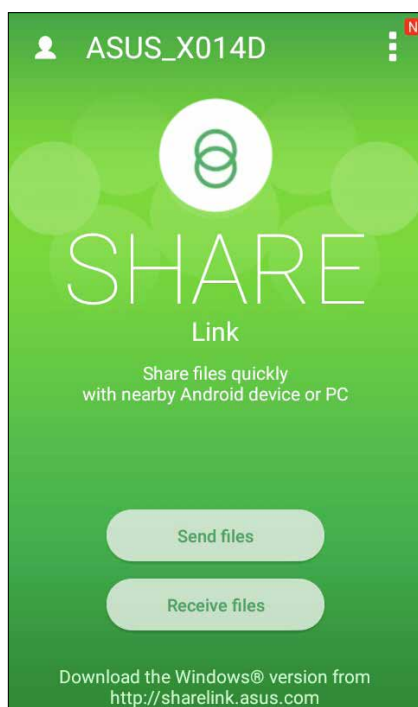 ASUS_X014D
N
SHARE
Link
Share files quickly
with nearby Android device or PC
Send files
Receive files
Download the Windows® version from
http://sharelink.asus.com